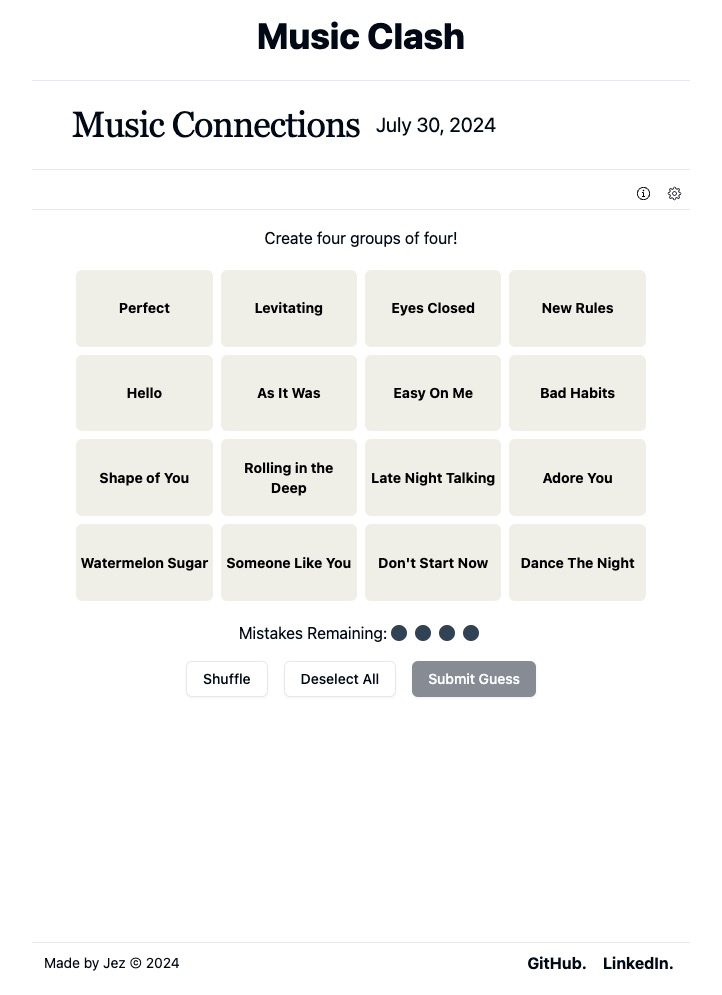 Music Clash
Music Connections July 30, 2024
Create four groups of four!
Perfect
Levitating
Eyes Closed
New Rules
Hello
As It Was
Easy On Me
Bad Habits
Shape of You
Rolling in the
Deep
Late Night Talking
Adore You
Watermelon Sugar
Someone Like You
Don't Start Now
Dance The Night
Mistakes Remaining:
Shuffle
Deselect All
Submit Guess
Made by Jez © 2024
GitHub. LinkedIn.